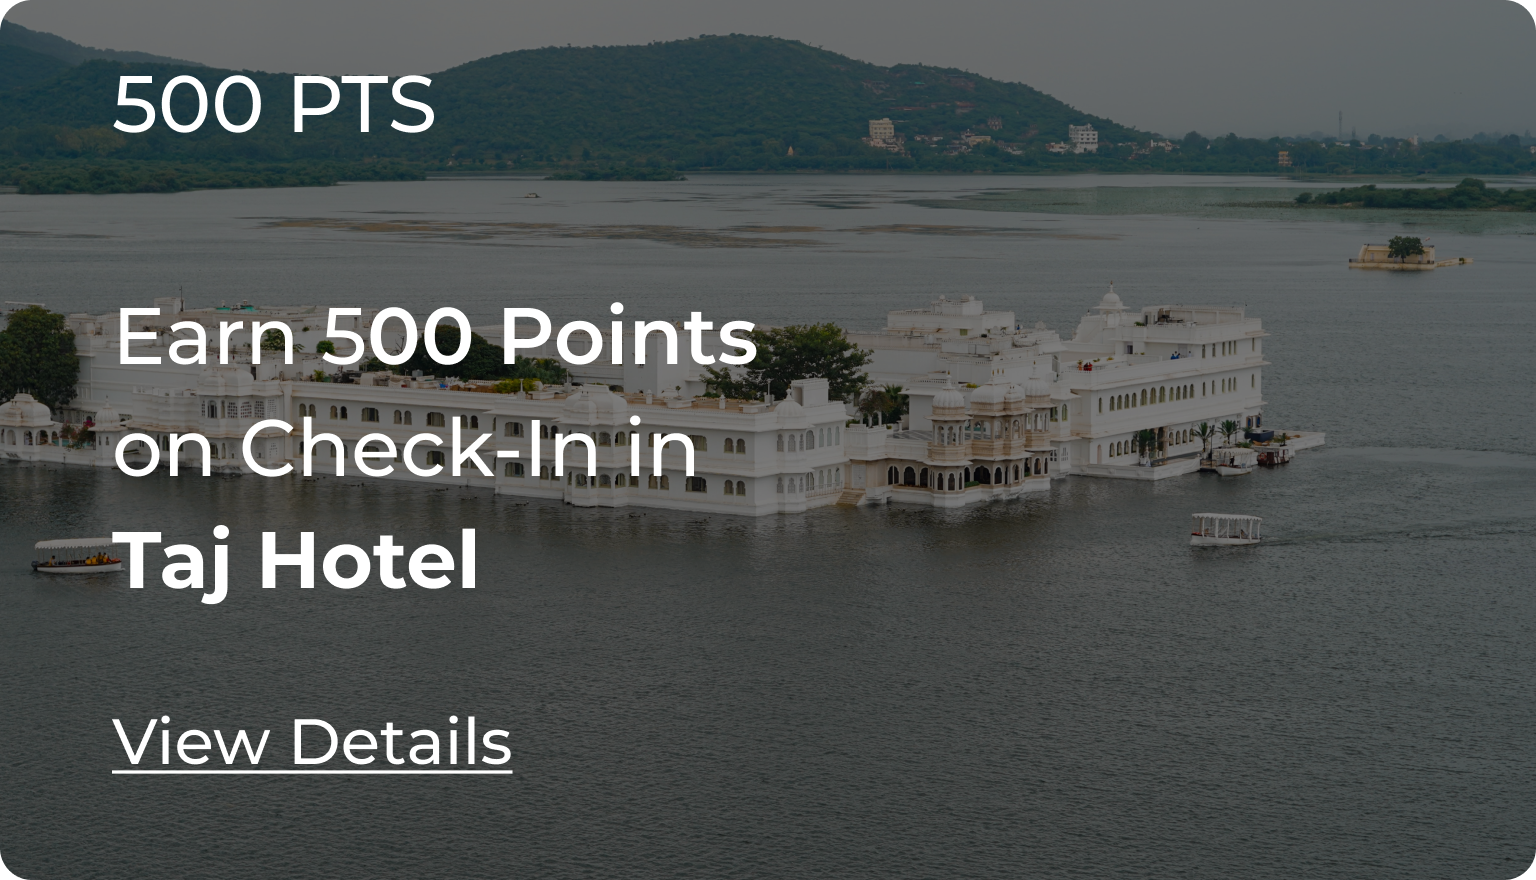 500 PTS
Earn 500 Points
on Check-In in
Taj Hotel
View Details